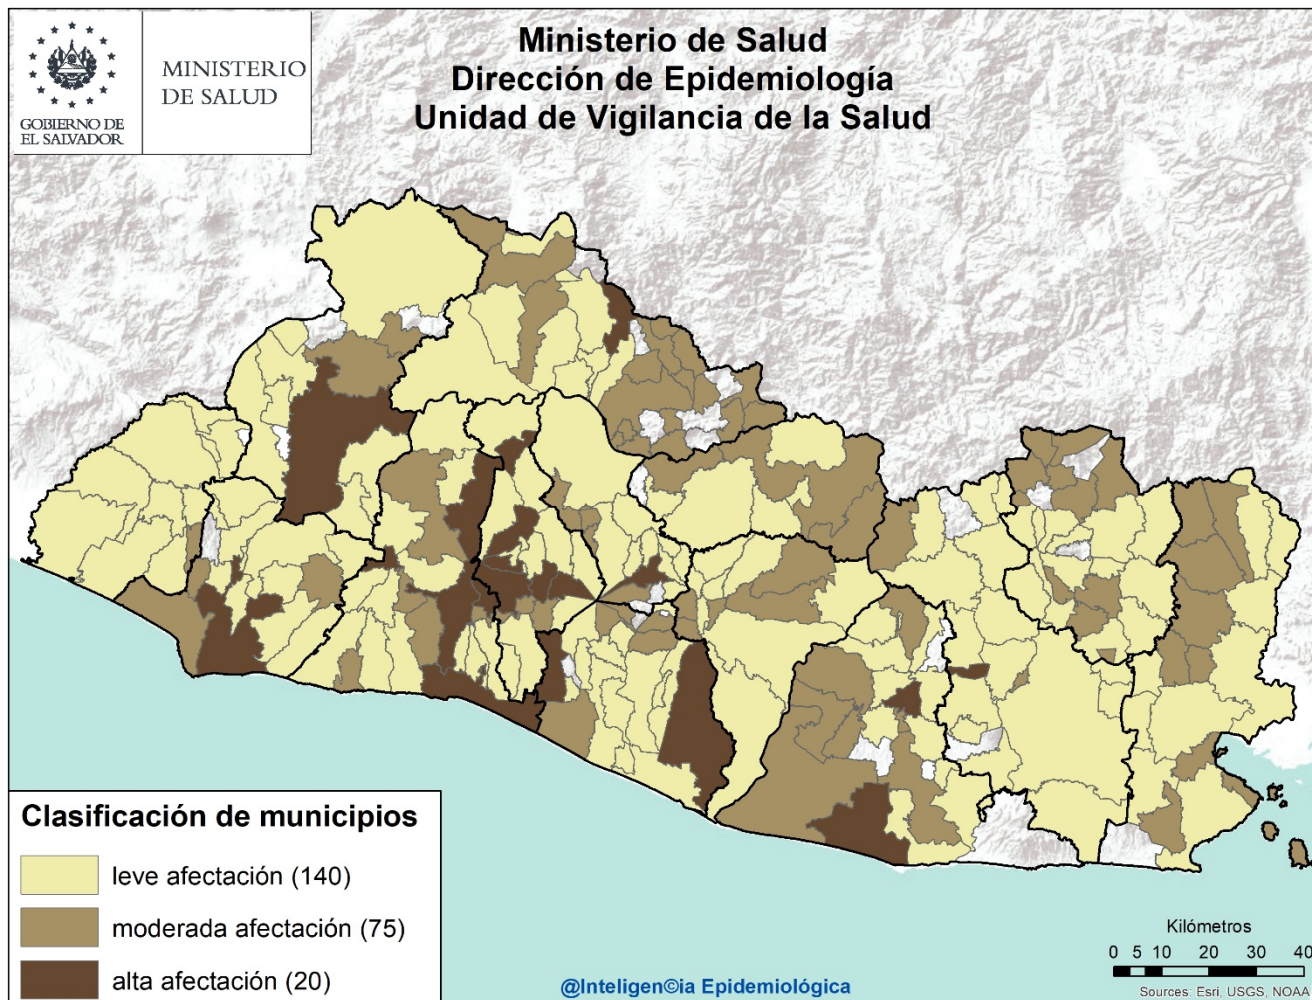 Ministerio de Salud
Dirección de Epidemiología
Unidad de Vigilancia de la Salud
GOBIERNO DE
EL SALVADOR
MINISTERIO
DE SALUD
Clasificación de municipios
leve afectación (140)
moderada afectación (75)
alta afectación (20)
@Inteligen©ia Epidemiológica
Kilómetros
0 5 10 20 30 40
Sources: Esri, USGS, NOAA